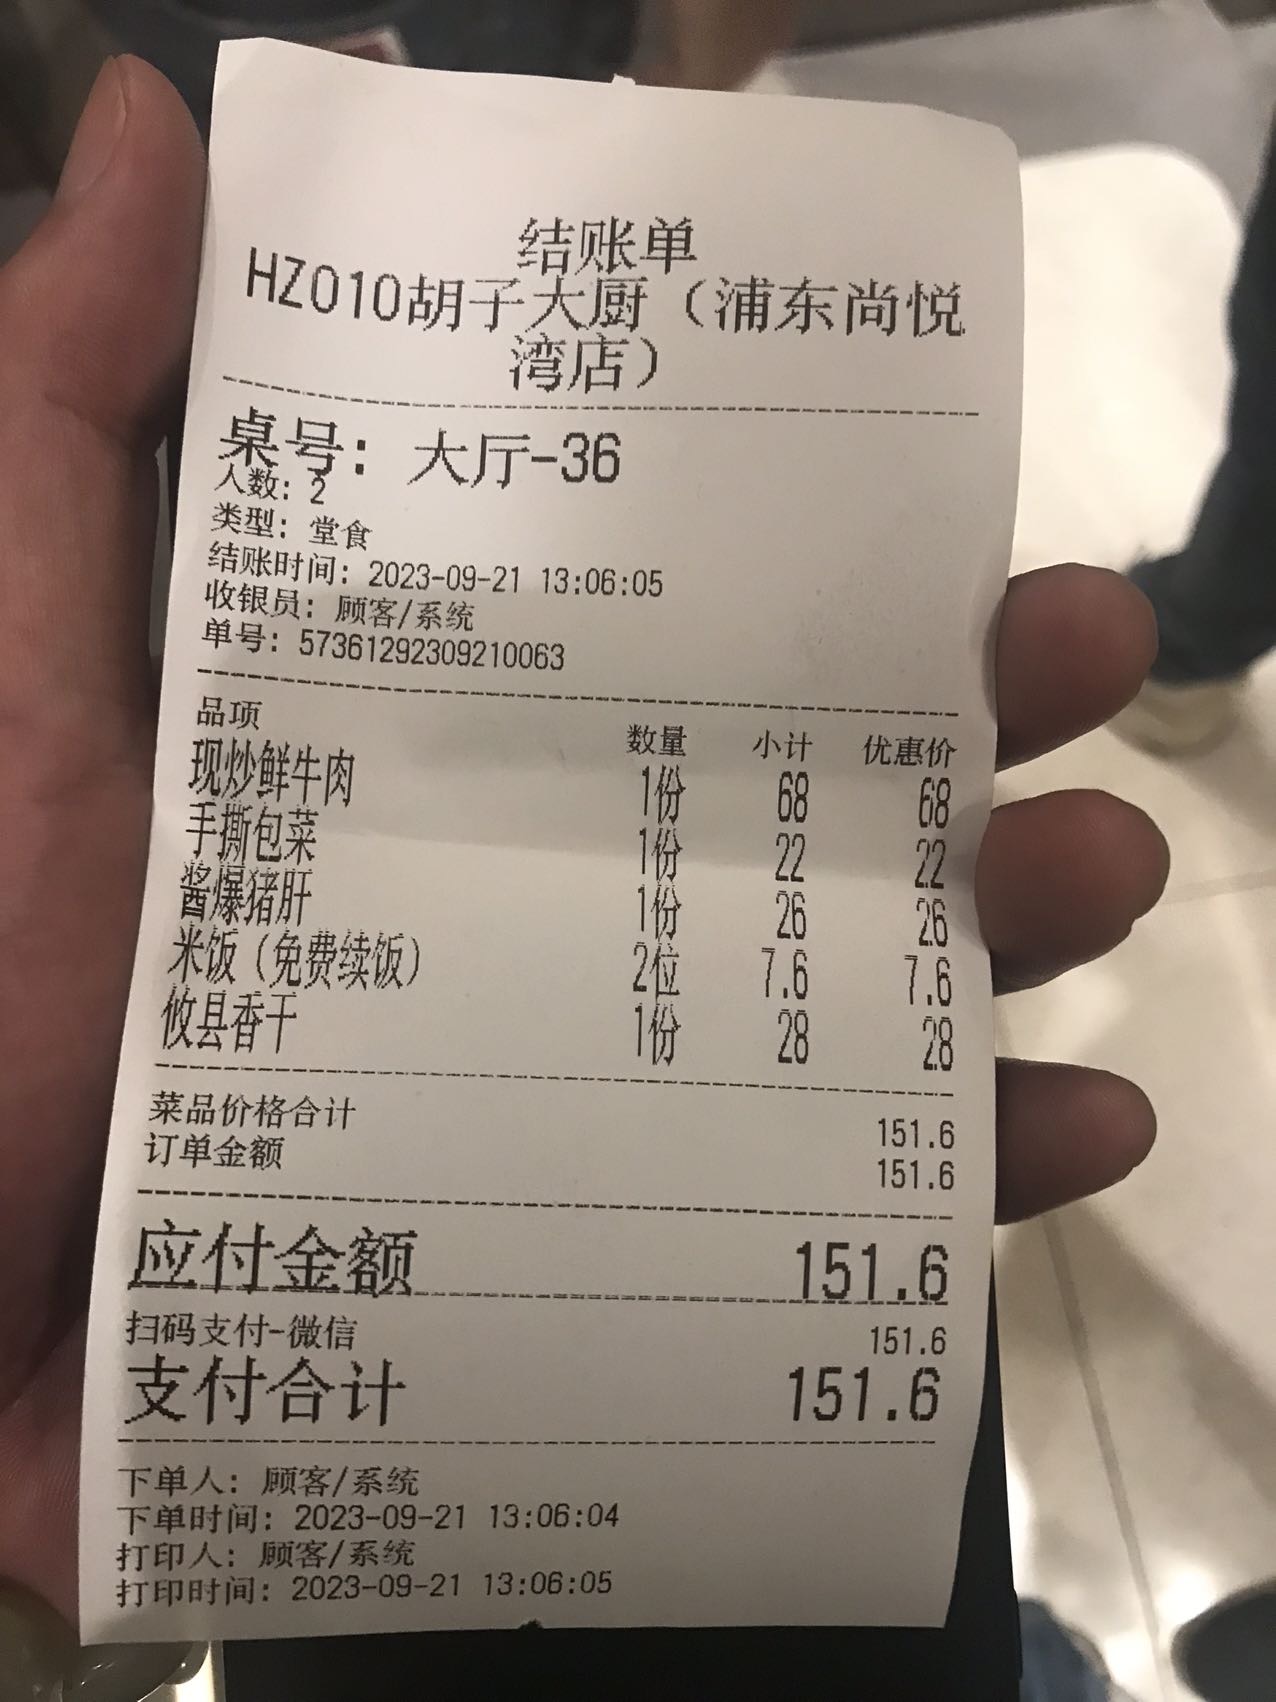 结账单
HZ010胡子大厨（浦东尚悦
湾店）
桌号: 大厅-36
人数: 2
类型: 堂食
结账时间: 2023-09-21 13:06:05
收银员: 顾客/系统
单号: 57361292309210063
品项 数量 小计 优惠价
现炒鲜牛肉 1份 68 68
手撕包菜 1份 22 22
酱爆猪肝 1份 26 26
米饭（免费续饭） 2位 7.6 7.6
攸县香干 1份 28 28
菜品价格合计 151.6
订单金额 151.6
应付金额 151.6
扫码支付-微信 151.6
支付合计 151.6
下单人: 顾客/系统
下单时间: 2023-09-21 13:06:04
打印人: 顾客/系统
打印时间: 2023-09-21 13:06:05